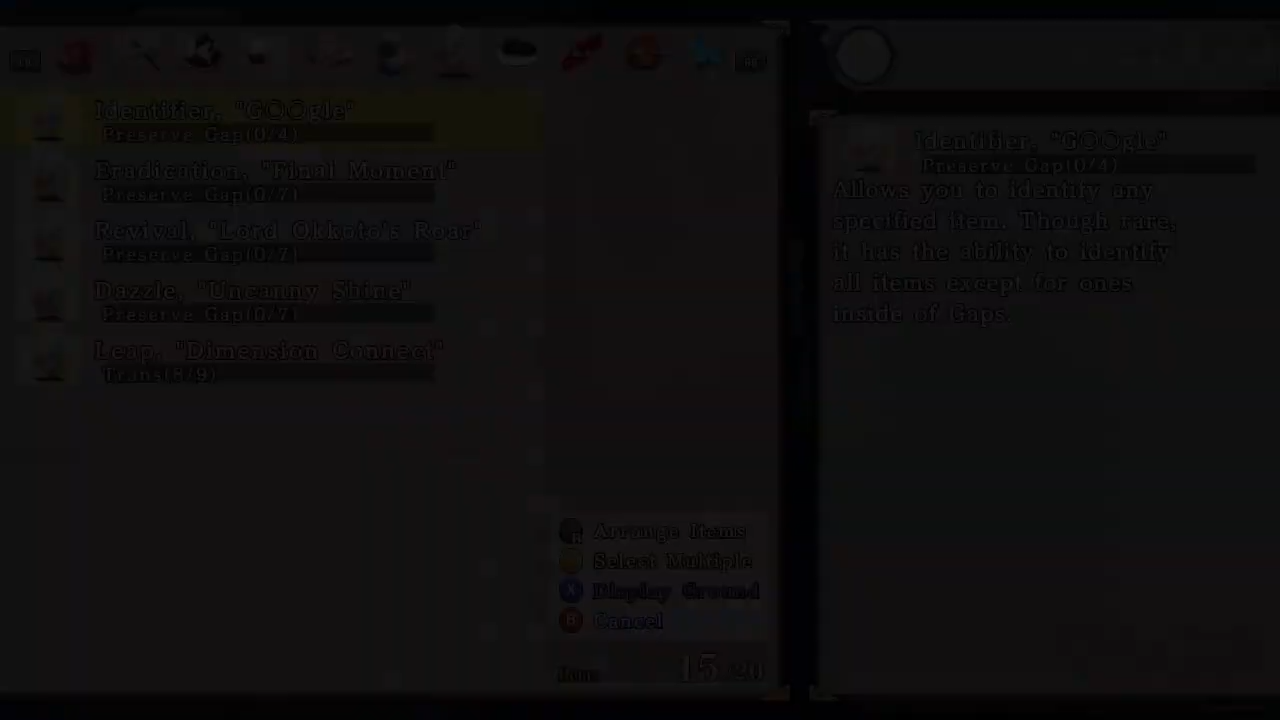 Identifier, "G○○gle"
Preserve Gap(0/4)
Eradication, "Final Moment"
Preserve Gap(0/7)
Revival, "Lord Okkoto's Roar"
Preserve Gap(0/7)
Dazzle, "Uncanny Shine"
Preserve Gap(0/7)
Leap, "Dimension Connect"
Trans(8/9)
R Arrange Items
Select Multiple
X Display Ground
B Cancel
15/20
Identifier, "G○○gle"
Preserve Gap(0/4)
Allows you to identify any
specified item. Though rare,
it has the ability to identify
all items except for ones
inside of Gaps.